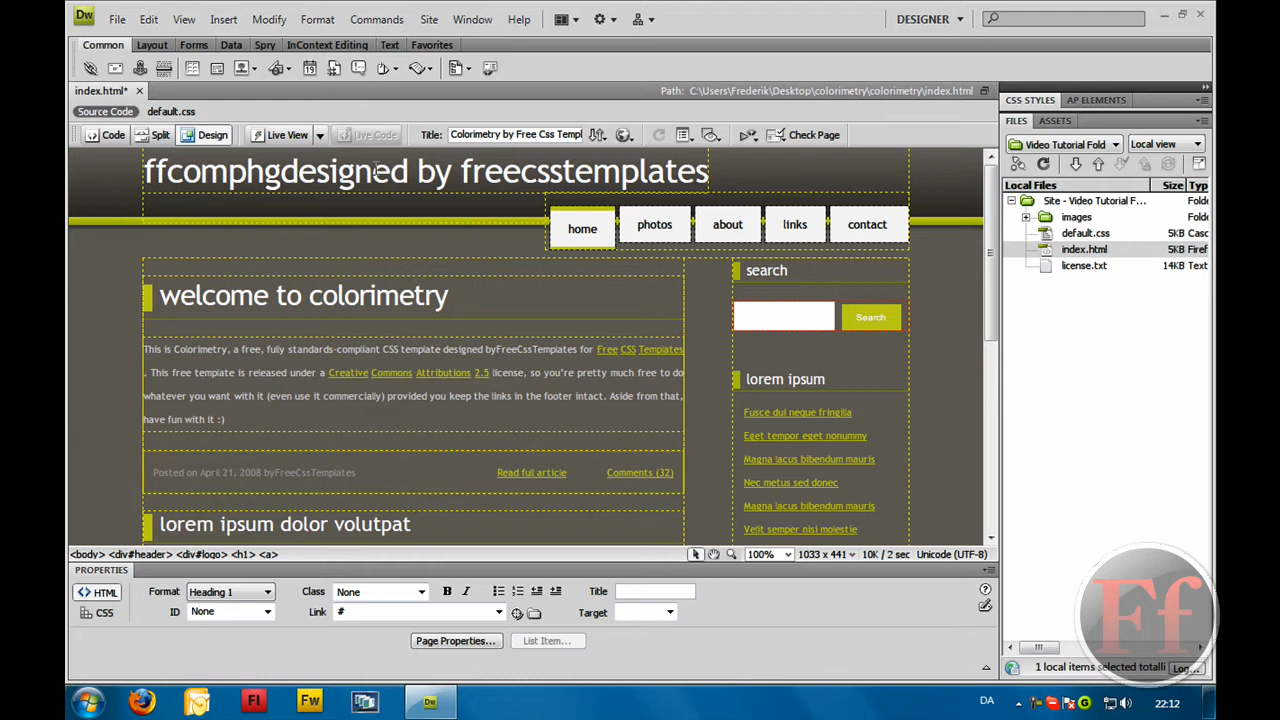 Dw File Edit View Insert Modify Format Commands Site Window Help DESIGNER
Common Layout Forms Data Spry InContext Editing Text Favorites
index.html* Path: C:\Users\Frederik\Desktop\colorimetry\colorimetry\index.html
Source Code default.css
Code Split Design Live View Live Code Title: Colorimetry by Free Css Templ Check Page
ffcomphgdesigned by freecsstemplates
home photos about links contact
search
welcome to colorimetry
Search
This is Colorimetry, a free, fully standards-compliant CSS template designed byFreeCssTemplates for Free CSS Templates
. This free template is released under a Creative Commons Attributions 2.5 license, so you're pretty much free to do
whatever you want with it (even use it commercially) provided you keep the links in the footer intact. Aside from that,
have fun with it :)
Posted on April 21, 2008 byFreeCssTemplates Read full article Comments (32)
lorem ipsum dolor volutpat
lorem ipsum
Fusce dui neque fringilla
Eget tempor eget nonummy
Magna lacus bibendum mauris
Nec metus sed donec
Magna lacus bibendum mauris
Velit semper nisi molestie
<body> <div#header> <div#logo> <h1> <a> 100% 1033 x 441 10K / 2 sec Unicode (UTF-8)
PROPERTIES
HTML Format Heading 1 Class None B I Title
CSS ID None Link # Target
Page Properties... List Item...
CSS STYLES AP ELEMENTS
FILES ASSETS
Video Tutorial Fold Local view
Local Files Size Typ
Site - Video Tutorial F... Folde
images Folde
default.css 5KB Casc
index.html 5KB Firef
license.txt 14KB Text
1 local items selected totalli Log...
Ff
Fl Fw Dw DA 22:12